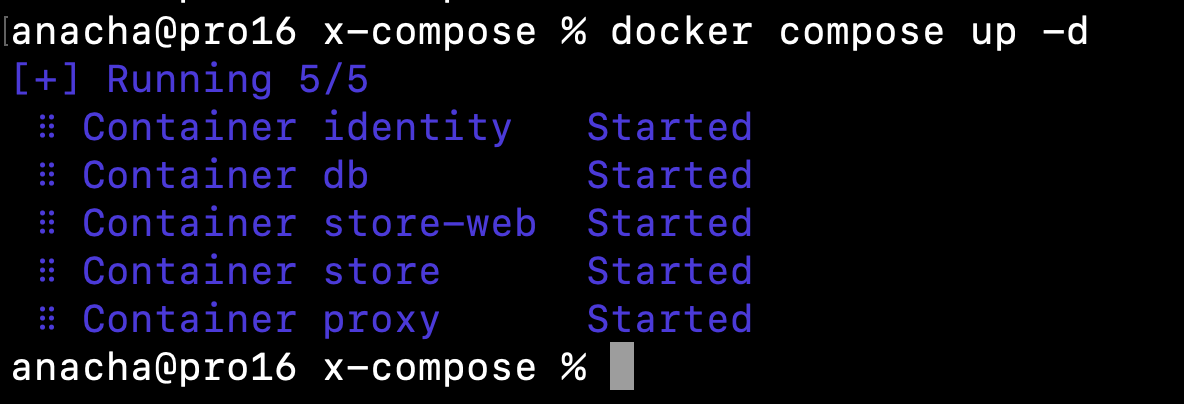 anacha@pro16 x-compose % docker compose up -d
[+] Running 5/5
⠿ Container identity   Started
⠿ Container db         Started
⠿ Container store-web  Started
⠿ Container store      Started
⠿ Container proxy      Started
anacha@pro16 x-compose %